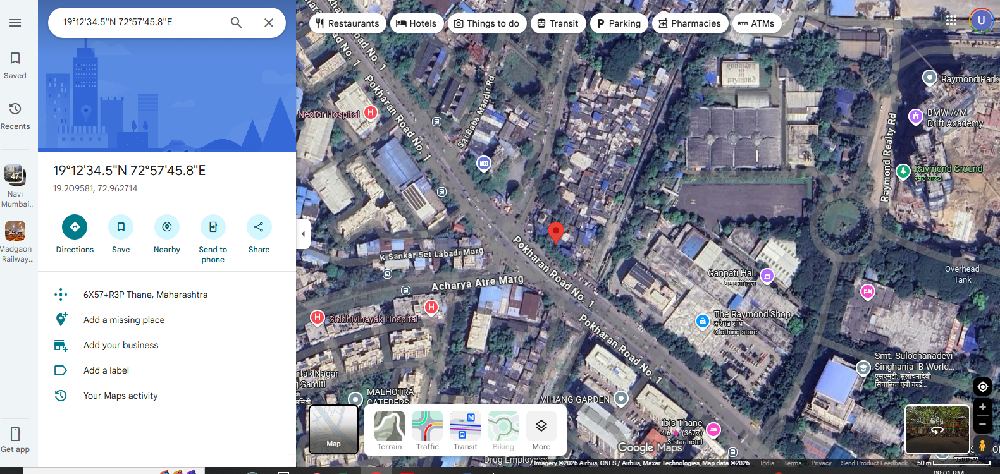 19°12'34.5"N 72°57'45.8"E
Saved
Recents
47
Navi
Mumbai..
Madgaon
Railway...
Get app
19°12'34.5"N 72°57'45.8"E
19.209581, 72.962714
Directions
Save
Nearby
Send to
phone
Share
6X57+R3P Thane, Maharashtra
Add a missing place
Add your business
Add a label
Your Maps activity
Restaurants
Hotels
Things to do
Transit
Parking
Pharmacies
ATM ATMs
U
Pokharan Road No. 1
Sai Baba Mandir Rd
Nector Hospital
Raymond Park
BMW ///M
Drift Academy
Raymond Realty Rd
Raymond Ground
रेमंड ग्राउंड
K Sankar Set Labadi Marg
Acharya Atre Marg
Pokharan Road No. 1
Ganpati Hall
गणपती हॉल
Overhead
Tank
Siddhivinayak Hospital
The Raymond Shop
द रेमंड शॉप
Clothing store
Pokharan Road No. 1
Smt. Sulochanadevi
Singhania IB World...
एसएमटी. सुलोचनादेवी
सिंघानिया एबी वर्ल्ड...
rtak Nagar
g Samiti
MALHOTRA
CATERERS
VIHANG GARDEN
ibis Thane
4.6 ★ (3677)
3-star hotel
Map
Terrain
Traffic
M
Transit
Biking
More
Drug Employess
Google Maps
Imagery ©2026 Airbus, CNES / Airbus, Maxar Technologies, Map data ©2026
India
Terms
Privacy
Send Product Feedback
50 m
09:01 PM